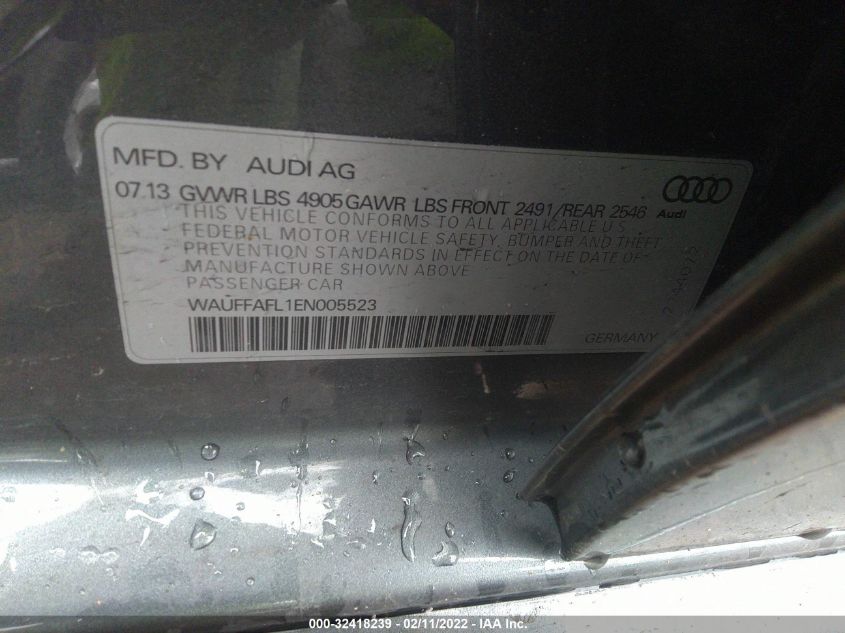 MFD. BY AUDI AG
07.13 GVWR LBS 4905 GAWR LBS FRONT 2491/REAR 2546
Audi
THIS VEHICLE CONFORMS TO ALL APPLICABLE U.S.
FEDERAL MOTOR VEHICLE SAFETY, BUMPER AND THEFT
PREVENTION STANDARDS IN EFFECT ON THE DATE OF
MANUFACTURE SHOWN ABOVE
PASSENGER CAR
WAUFFAFL1EN005523
GERMANY
000-32418239 - 02/11/2022 - IAA Inc.